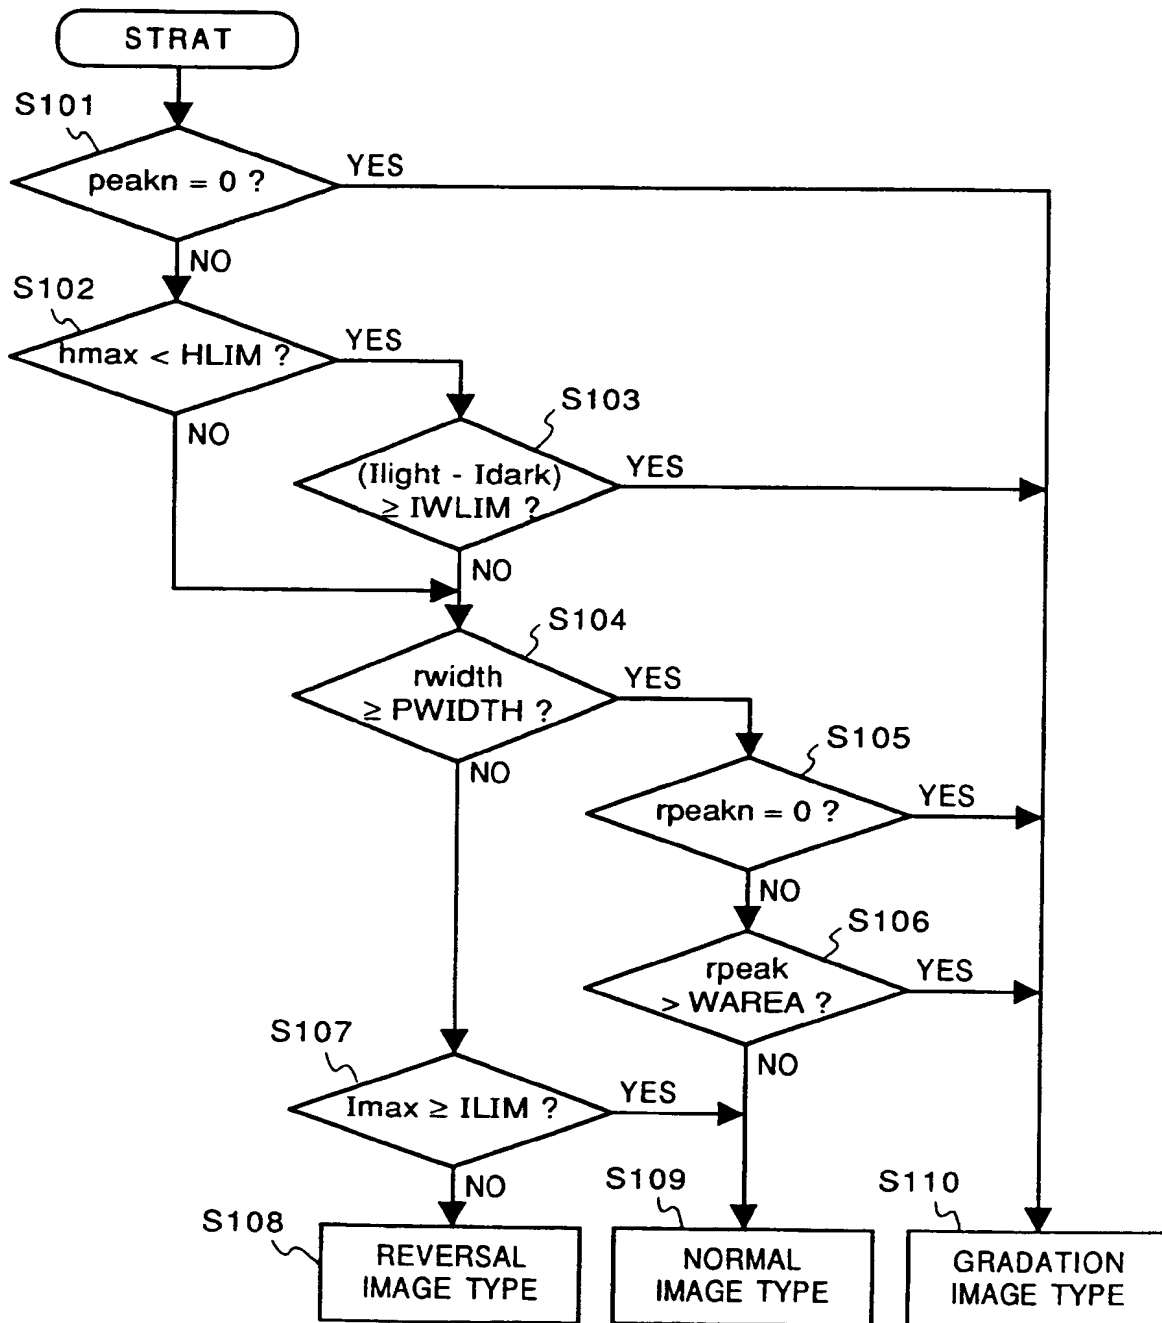 STRAT
S101
peakn = 0 ?
YES
NO
S102
hmax < HLIM ?
YES
NO
S103
(Ilight - Idark)
≥ IWLIM ?
YES
NO
S104
rwidth
≥ PWIDTH ?
YES
NO
S105
rpeakn = 0 ?
YES
NO
S106
rpeak
> WAREA ?
YES
NO
S107
Imax ≥ ILIM ?
YES
NO
S108
REVERSAL
IMAGE TYPE
S109
NORMAL
IMAGE TYPE
S110
GRADATION
IMAGE TYPE